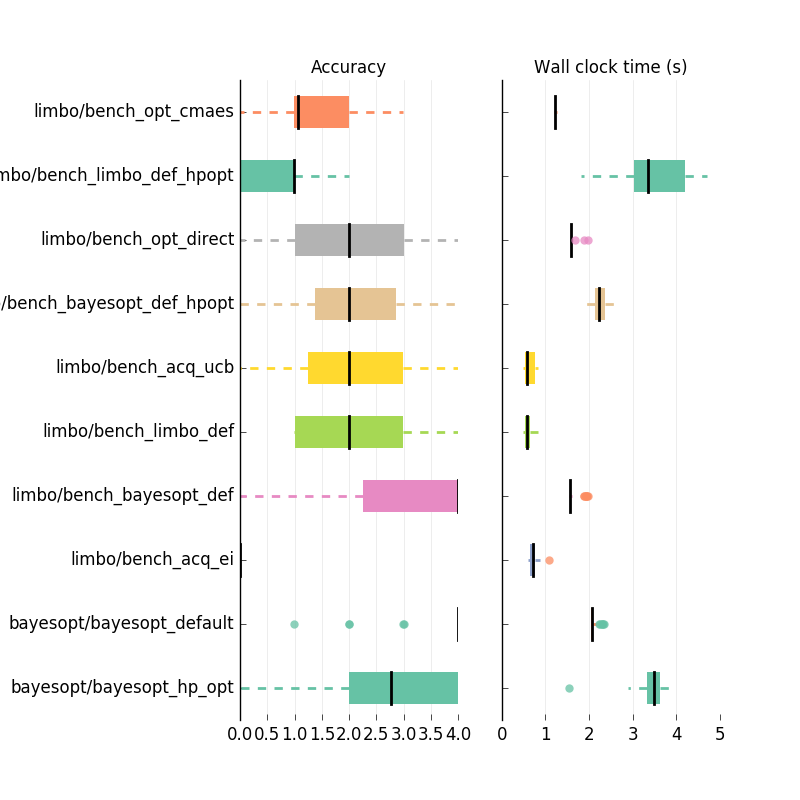 Accuracy
Wall clock time (s)
limbo/bench_opt_cmaes
mbo/bench_limbo_def_hpopt
limbo/bench_opt_direct
/bench_bayesopt_def_hpopt
limbo/bench_acq_ucb
limbo/bench_limbo_def
limbo/bench_bayesopt_def
limbo/bench_acq_ei
bayesopt/bayesopt_default
bayesopt/bayesopt_hp_opt
0.0 0.5 1.0 1.5 2.0 2.5 3.0 3.5 4.0
0 1 2 3 4 5